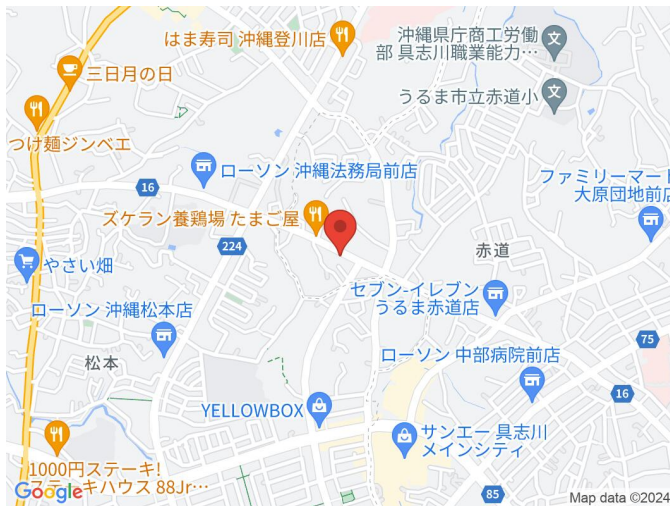 はま寿司 沖縄登川店
沖縄県庁商工労働
部 具志川職業能力…
三日月の日
うるま市立赤道小
つけ麺ジンベエ
ローソン 沖縄法務局前店
16
ファミリーマート
大原団地前店
ズケラン養鶏場 たまご屋
224
赤道
やさい畑
セブン-イレブン
うるま赤道店
ローソン 沖縄松本店
75
松本
ローソン 中部病院前店
16
YELLOWBOX
サンエー 具志川
メインシティ
1000円ステーキ!
ステーキハウス 88Jr…
85
Google
Map data ©2024